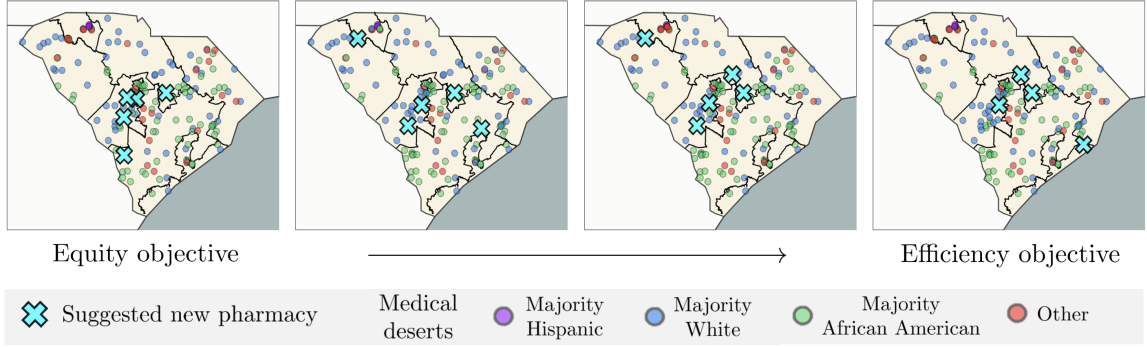 Equity objective
Efficiency objective
Suggested new pharmacy
Medical
deserts
Majority
Hispanic
Majority
White
Majority
African American
Other